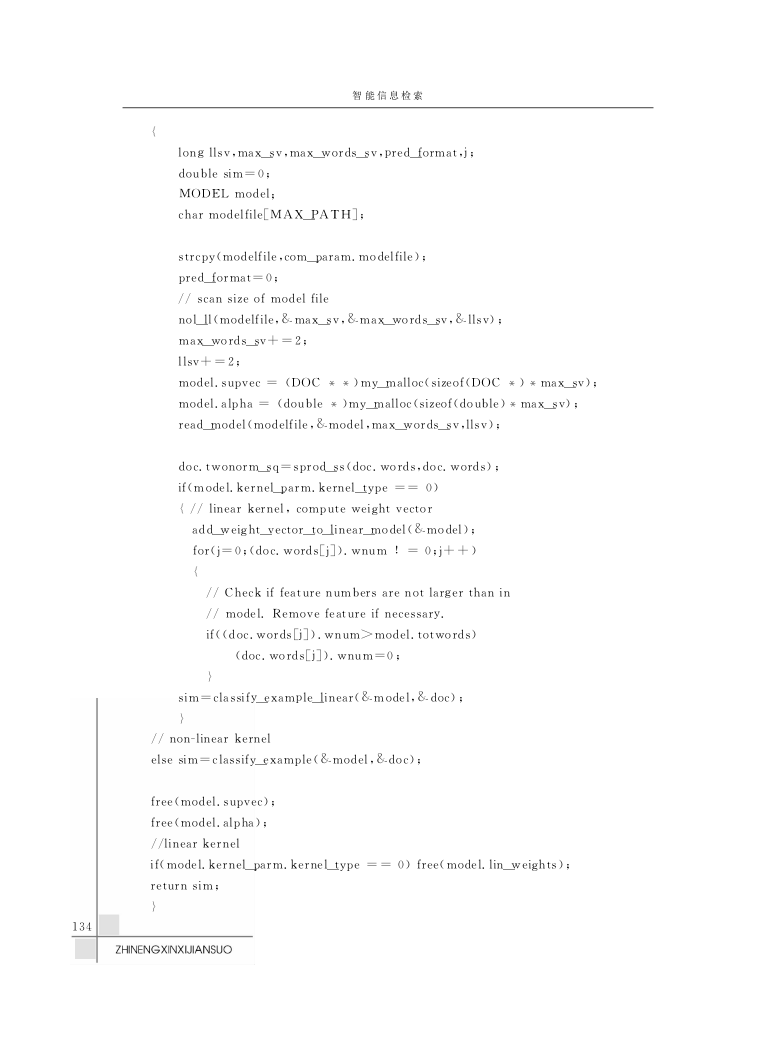 智能信息检索
{
long llsv,max_sv,max_words_sv,pred_format,j;
double sim=0;
MODEL model;
char modelfile[MAX_PATH];
strcpy(modelfile,com_param.modelfile);
pred_format=0;
// scan size of model file
nol_ll(modelfile,&max_sv,&max_words_sv,&llsv);
max_words_sv+=2;
llsv+=2;
model.supvec = (DOC **)my_malloc(sizeof(DOC *)*max_sv);
model.alpha = (double *)my_malloc(sizeof(double)*max_sv);
read_model(modelfile,&model,max_words_sv,llsv);
doc.twonorm_sq=sprod_ss(doc.words,doc.words);
if(model.kernel_parm.kernel_type == 0)
{ // linear kernel, compute weight vector
add_weight_vector_to_linear_model(&model);
for(j=0;(doc.words[j]).wnum != 0;j++)
{
// Check if feature numbers are not larger than in
// model. Remove feature if necessary.
if((doc.words[j]).wnum>model.totwords)
(doc.words[j]).wnum=0;
}
sim=classify_example_linear(&model,&doc);
}
// non-linear kernel
else sim=classify_example(&model,&doc);
free(model.supvec);
free(model.alpha);
//linear kernel
if(model.kernel_parm.kernel_type == 0) free(model.lin_weights);
return sim;
}
134
ZHINENGXINXIJIANSUO